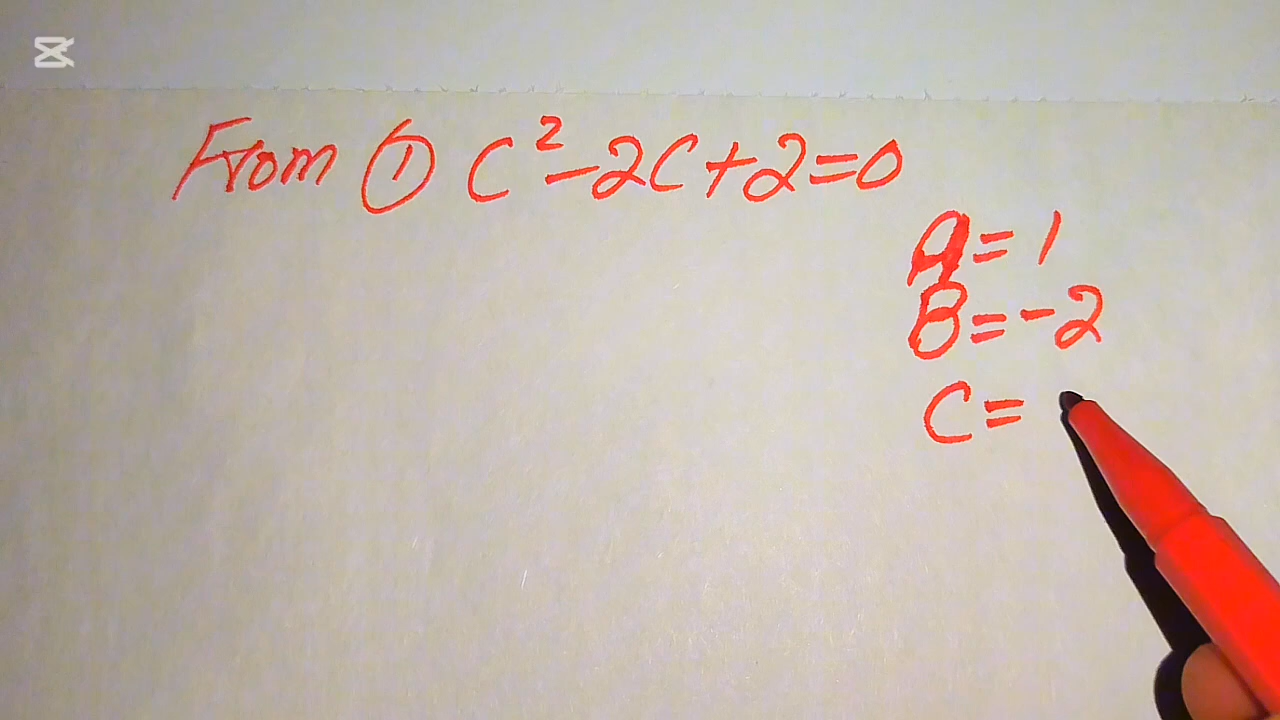 From ① C²-2C+2=0
a=1
B=-2
C=